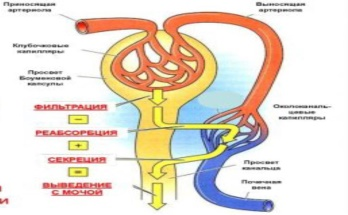 Приносящая
артериола
Выносящая
артериола
Клубочковые
капилляры
Просвет
Боуменовой
капсулы
ФИЛЬТРАЦИЯ
–
РЕАБСОРБЦИЯ
+
СЕКРЕЦИЯ
=
ВЫВЕДЕНИЕ
С МОЧОЙ
Околоканаль-
цевые
капилляры
Просвет
канальца
Почечная
вена
И